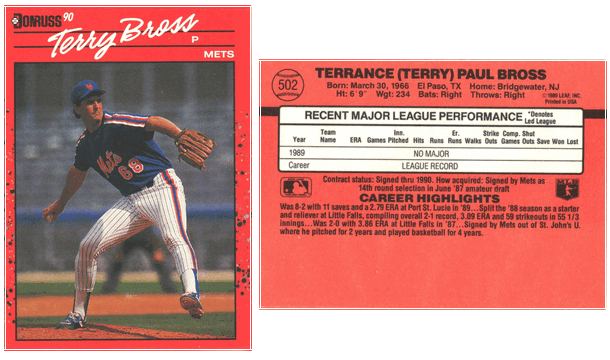 DONRUSS '90
Terry Bross
P
METS
Mets
68
502
TERRANCE (TERRY) PAUL BROSS
Born: March 30, 1966 El Paso, TX Home: Bridgewater, NJ
Ht: 6' 9" Wgt: 234 Bats: Right Throws: Right
© 1989 LEAF, INC.
Printed in USA
RECENT MAJOR LEAGUE PERFORMANCE
*Denotes
Led League
Year Team Name ERA Games Inn. Pitched Hits Runs Er. Runs Walks Strike Outs Comp. Games Shut Outs Save Won Lost
1989 NO MAJOR
Career LEAGUE RECORD
Contract status: Signed thru 1990. How acquired: Signed by Mets as
14th round selection in June '87 amateur draft
CAREER HIGHLIGHTS
Was 8-2 with 11 saves and a 2.79 ERA at Port St. Lucie in '89...Split the '88 season as a starter
and reliever at Little Falls, compiling overall 2-1 record, 3.09 ERA and 59 strikeouts in 55 1/3
innings...Was 2-0 with 3.86 ERA at Little Falls in '87...Signed by Mets out of St. John's U.
where he pitched for 2 years and played basketball for 4 years.